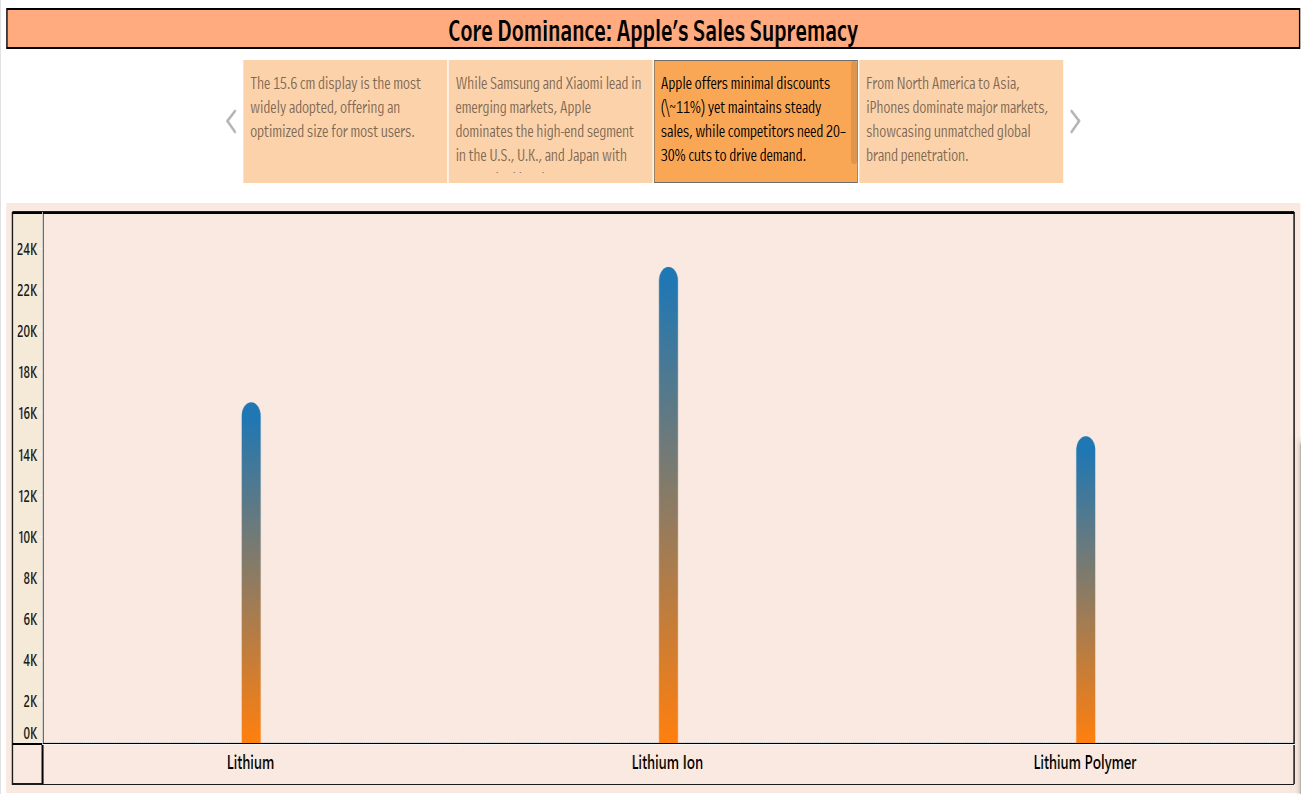 Core Dominance: Apple's Sales Supremacy
The 15.6 cm display is the most
widely adopted, offering an
optimized size for most users.
While Samsung and Xiaomi lead in
emerging markets, Apple
dominates the high-end segment
in the U.S., U.K., and Japan with
Apple offers minimal discounts
(\~11%) yet maintains steady
sales, while competitors need 20–
30% cuts to drive demand.
From North America to Asia,
iPhones dominate major markets,
showcasing unmatched global
brand penetration.
24K
22K
20K
18K
16K
14K
12K
10K
8K
6K
4K
2K
0K
Lithium
Lithium Ion
Lithium Polymer